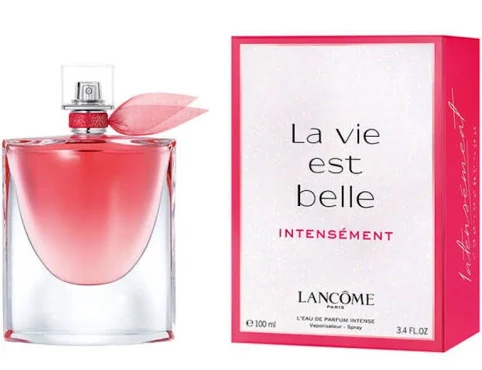 La vie
est
belle
INTENSÉMENT
LANCÔME
PARIS
℮ 100 ml
L'EAU DE PARFUM INTENSE
Vaporisateur - Spray
3.4 FL.OZ
Intensément